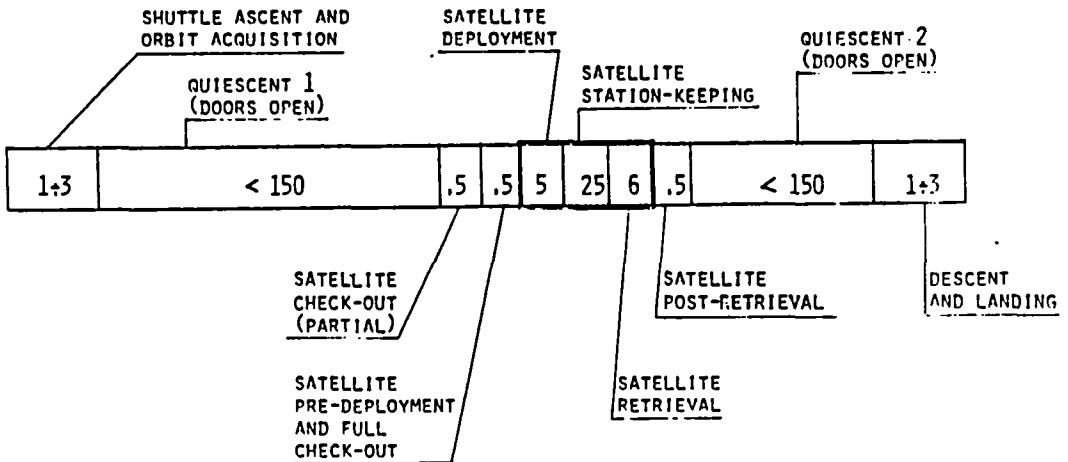 SHUTTLE ASCENT AND
ORBIT ACQUISITION
QUIESCENT 1
(DOORS OPEN)
SATELLITE
DEPLOYMENT
SATELLITE
STATION-KEEPING
QUIESCENT 2
(DOORS OPEN)
1÷3
< 150
.5
.5
5
25
6
.5
< 150
1÷3
SATELLITE
CHECK-OUT
(PARTIAL)
SATELLITE
PRE-DEPLOYMENT
AND FULL
CHECK-OUT
SATELLITE
RETRIEVAL
SATELLITE
POST-RETRIEVAL
DESCENT
AND LANDING